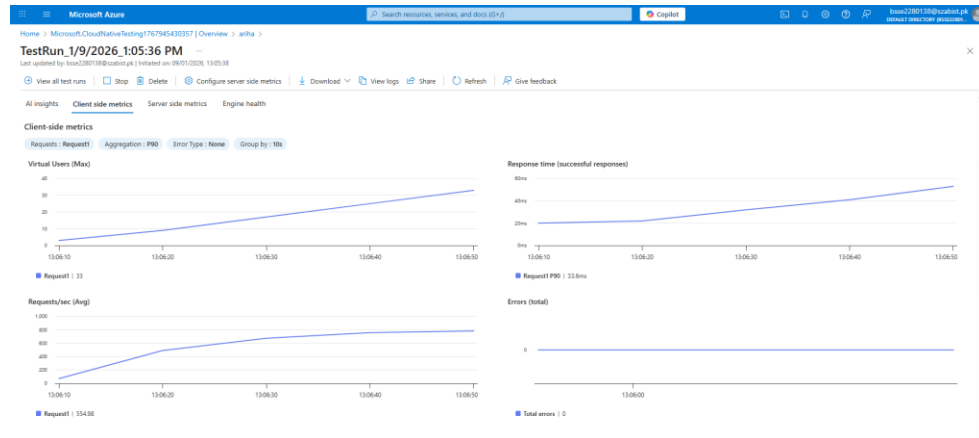 Microsoft Azure
Search resources, services, and docs (G+/)
Copilot
bsse2280138@szabist.pk
DEFAULT DIRECTORY (BSSE22801...
Home > Microsoft.CloudNativeTesting1767945430357 | Overview > ariha >
TestRun_1/9/2026_1:05:36 PM ...
Last updated by: bsse2280138@szabist.pk | Initiated on: 09/01/2026, 13:05:38
View all test runs Stop Delete Configure server side metrics Download View logs Share Refresh Give feedback
AI insights Client side metrics Server side metrics Engine health
Client-side metrics
Requests : Request1 Aggregation : P90 Error Type : None Group by : 10s
Virtual Users (Max)
40
30
20
10
0
13:06:10 13:06:20 13:06:30 13:06:40 13:06:50
Request1 | 33
Response time (successful responses)
60ms
40ms
20ms
0ms
13:06:10 13:06:20 13:06:30 13:06:40 13:06:50
Request1 P90 | 33.6ms
Requests/sec (Avg)
1,000
800
600
400
200
0
13:06:10 13:06:20 13:06:30 13:06:40 13:06:50
Request1 | 554.98
Errors (total)
0
13:06:00
Total errors | 0